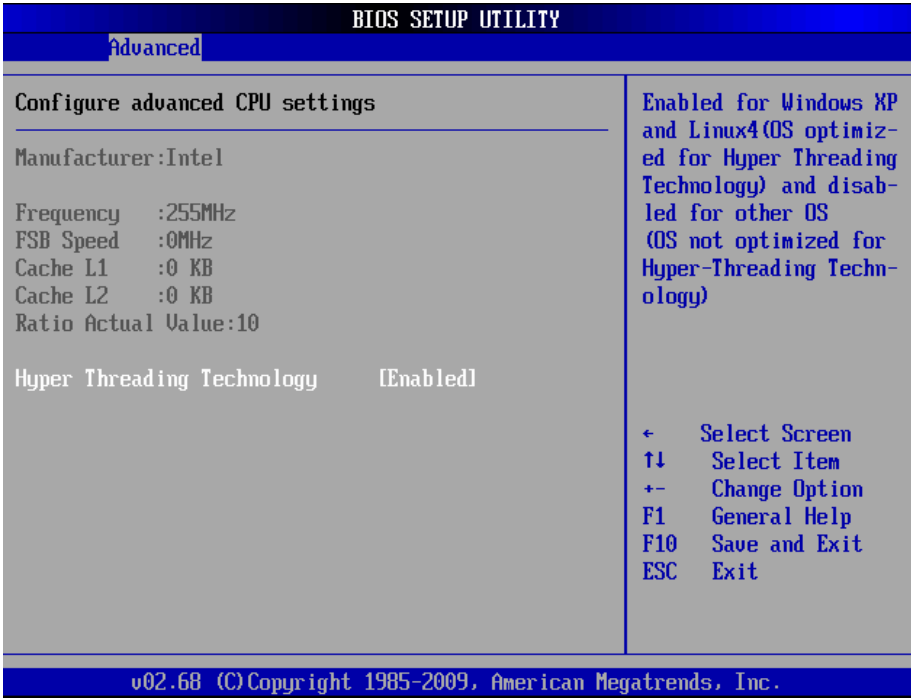 BIOS SETUP UTILITY
Advanced
Configure advanced CPU settings
Manufacturer:Intel
Frequency :255MHz
FSB Speed :0MHz
Cache L1 :0 KB
Cache L2 :0 KB
Ratio Actual Value:10
Hyper Threading Technology [Enabled]
Enabled for Windows XP
and Linux4(OS optimiz-
ed for Hyper Threading
Technology) and disab-
led for other OS
(OS not optimized for
Hyper-Threading Techn-
ology)
← Select Screen
↑↓ Select Item
+- Change Option
F1 General Help
F10 Save and Exit
ESC Exit
v02.68 (C)Copyright 1985-2009, American Megatrends, Inc.